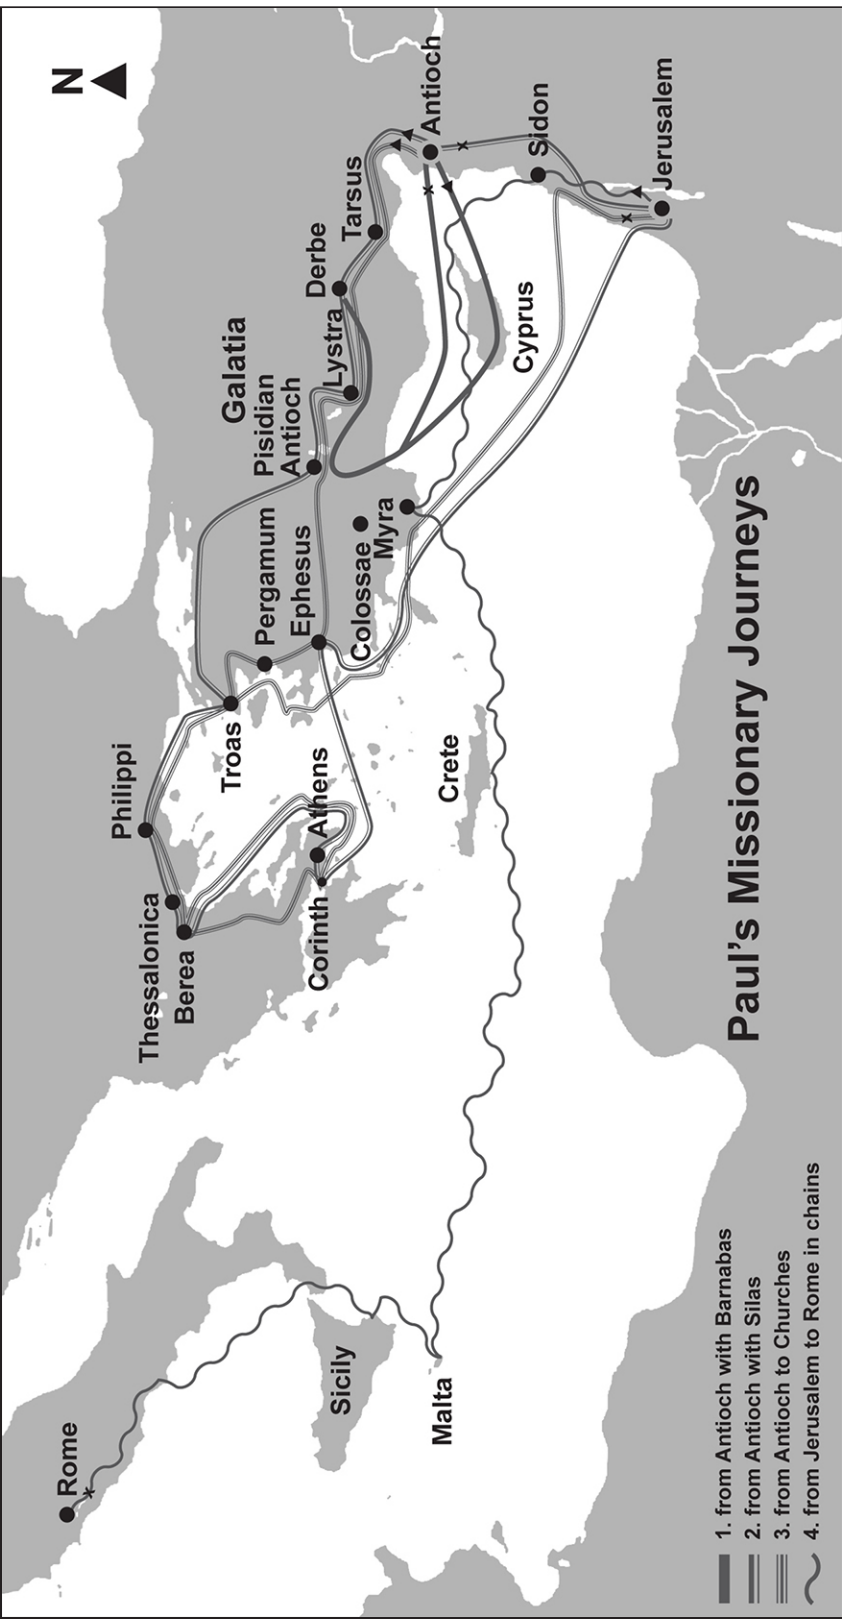 N
Rome
Sicily
Malta
Thessalonica
Berea
Philippi
Corinth
Athens
Troas
Crete
Pergamum
Ephesus
Colossae
Myra
Galatia
Pisidian
Antioch
Lystra
Derbe
Tarsus
Antioch
Cyprus
Sidon
Jerusalem
Paul's Missionary Journeys
1. from Antioch with Barnabas
2. from Antioch with Silas
3. from Antioch to Churches
4. from Jerusalem to Rome in chains